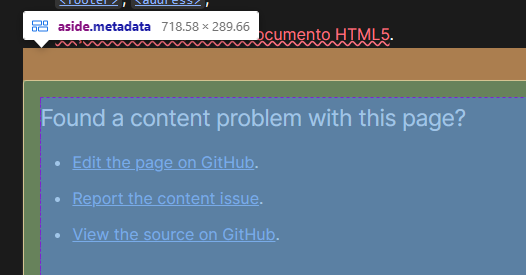 <footer>, <address>,
aside.metadata 718.58 × 289.66
documento HTML5.
Found a content problem with this page?
• Edit the page on GitHub.
• Report the content issue.
• View the source on GitHub.